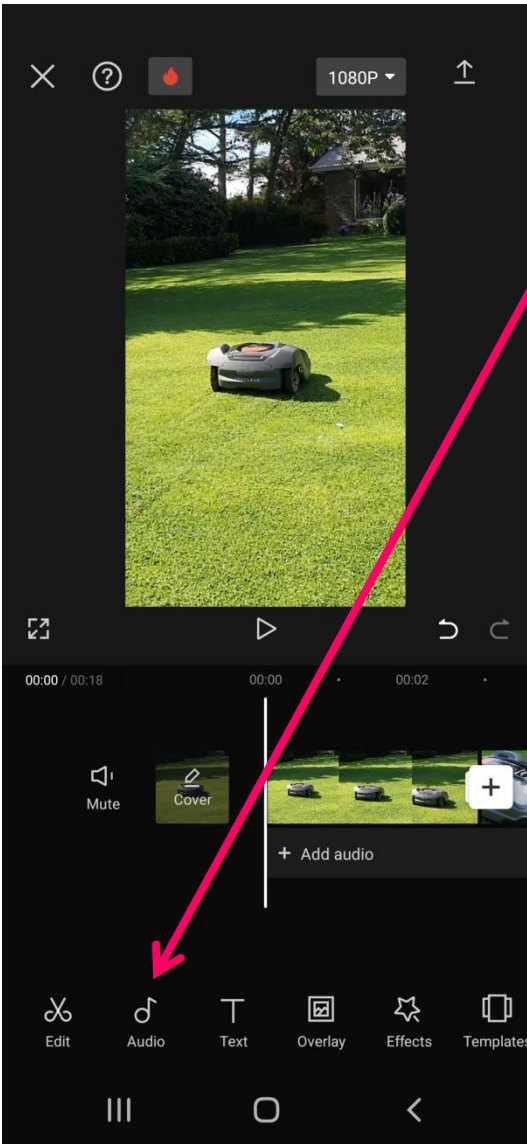 1080P
00:00 / 00:18 00:00 00:02
Mute
Cover
+ Add audio
Edit Audio Text Overlay Effects Templates